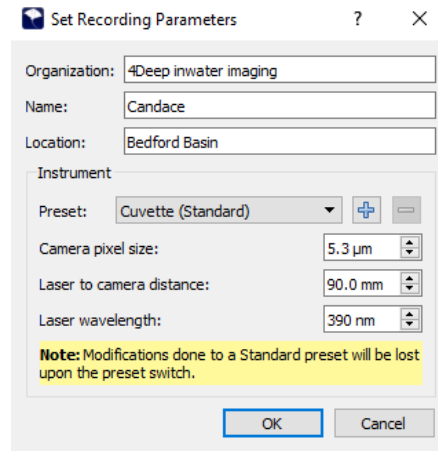 Set Recording Parameters
Organization: 4Deep inwater imaging
Name: Candace
Location: Bedford Basin
Instrument
Preset: Cuvette (Standard)
Camera pixel size: 5.3 µm
Laser to camera distance: 90.0 mm
Laser wavelength: 390 nm
Note: Modifications done to a Standard preset will be lost
upon the preset switch.
OK Cancel